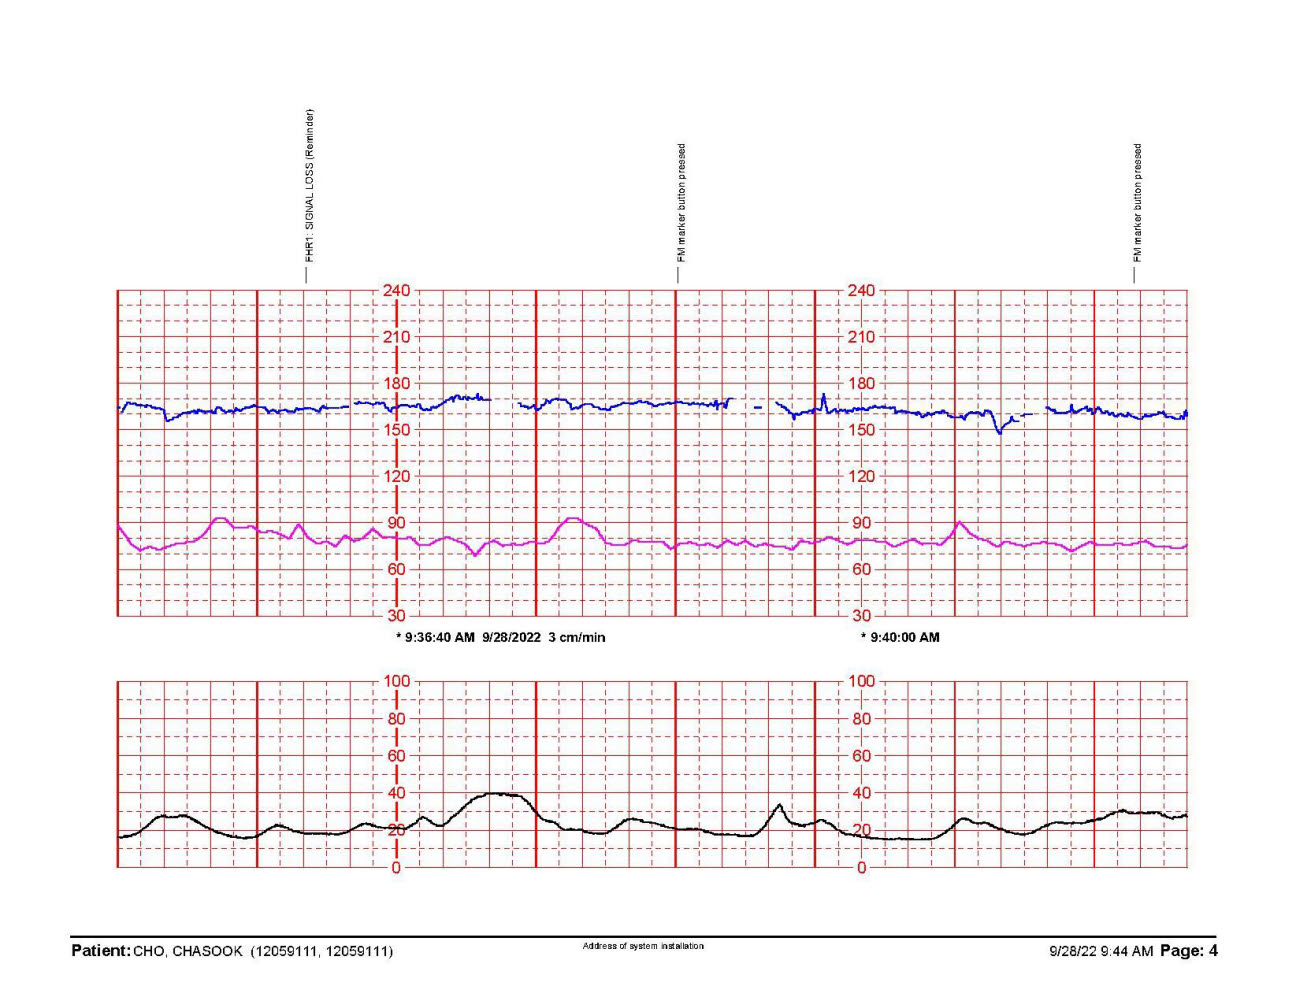 FHR1: SIGNAL LOSS (Reminder)
FM marker button pressed
FM marker button pressed
240 240
210 210
180 180
150 150
120 120
90 90
60 60
30 30
* 9:36:40 AM 9/28/2022 3 cm/min * 9:40:00 AM
100 100
80 80
60 60
40 40
20 20
0 0
Patient: CHO, CHASOOK (12059111, 12059111) Address of system installation 9/28/22 9:44 AM Page: 4